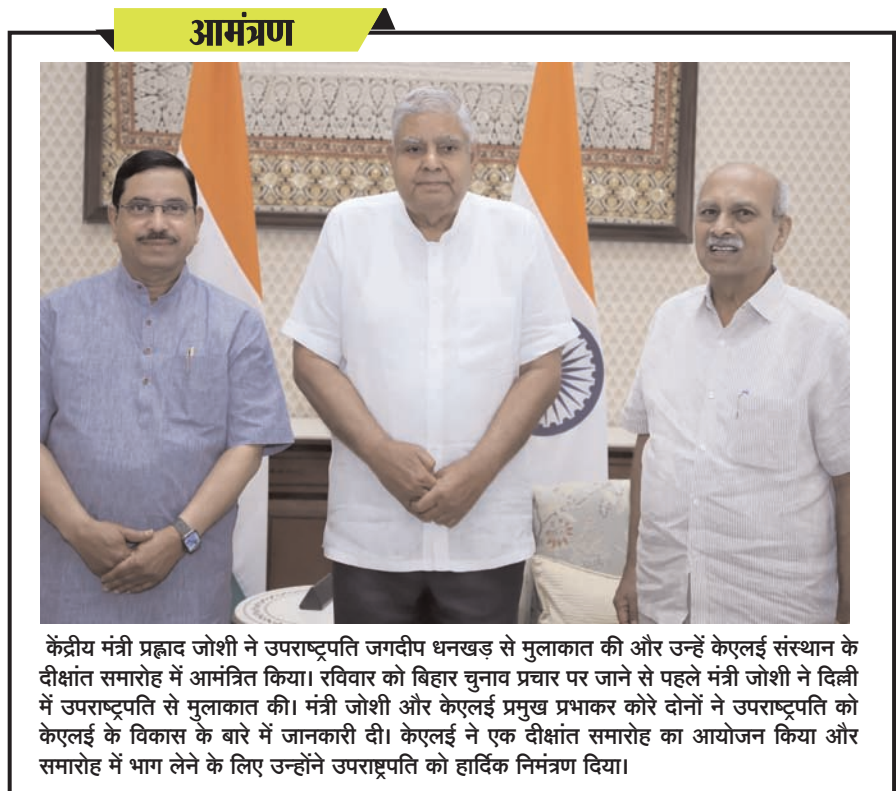 आमंत्रण
केंद्रीय मंत्री प्रह्लाद जोशी ने उपराष्ट्रपति जगदीप धनखड़ से मुलाकात की और उन्हें केएलई संस्थान के
दीक्षांत समारोह में आमंत्रित किया। रविवार को बिहार चुनाव प्रचार पर जाने से पहले मंत्री जोशी ने दिल्ली
में उपराष्ट्रपति से मुलाकात की। मंत्री जोशी और केएलई प्रमुख प्रभाकर कोरे दोनों ने उपराष्ट्रपति को
केएलई के विकास के बारे में जानकारी दी। केएलई ने एक दीक्षांत समारोह का आयोजन किया और
समारोह में भाग लेने के लिए उन्होंने उपराष्ट्रपति को हार्दिक निमंत्रण दिया।